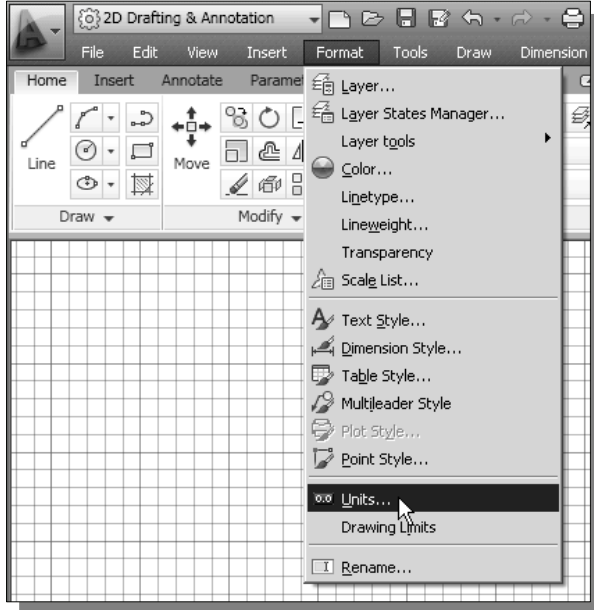 2D Drafting & Annotation
File Edit View Insert Format Tools Draw Dimension
Home Insert Annotate Paramet
Line
Move
Draw
Modify
Layer...
Layer States Manager...
Layer tools
Color...
Linetype...
Lineweight...
Transparency
Scale List...
Text Style...
Dimension Style...
Table Style...
Multileader Style
Plot Style...
Point Style...
0.0 Units...
Drawing Limits
Rename...